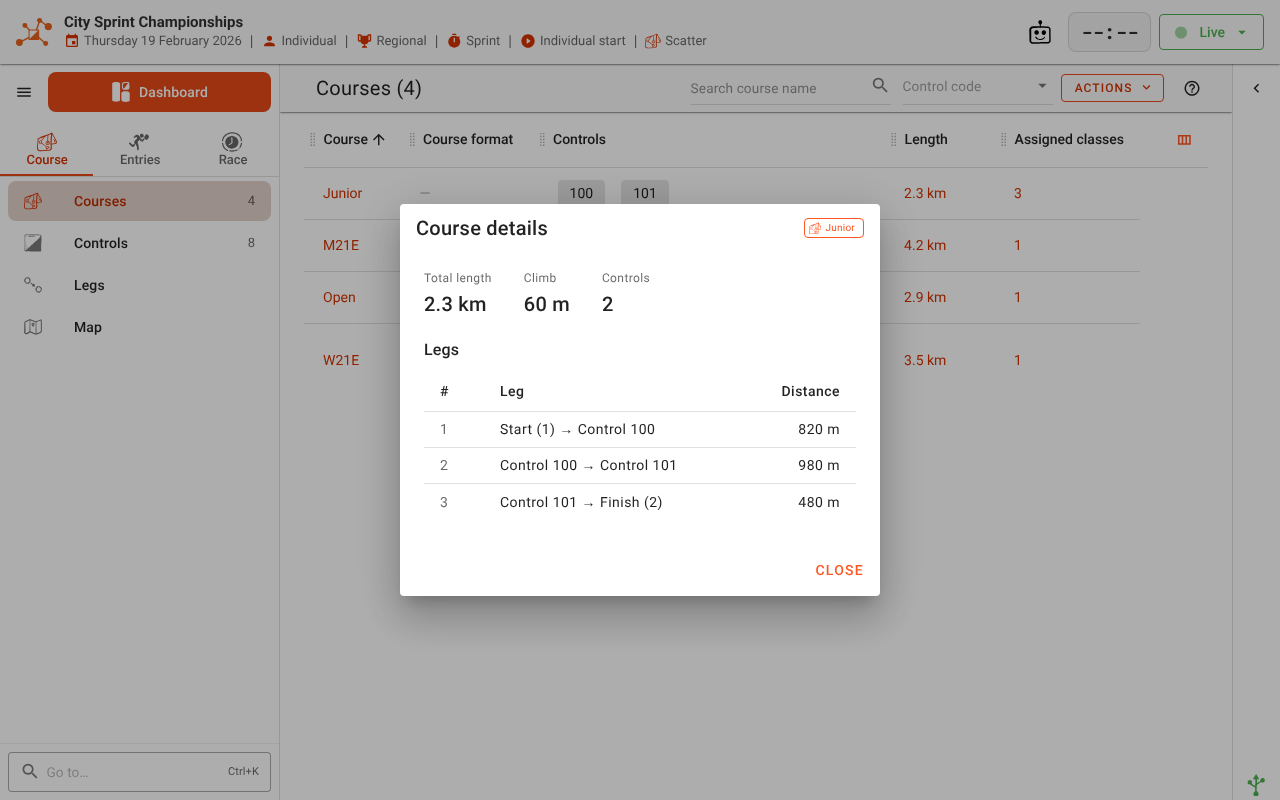 City Sprint Championships
Thursday 19 February 2026 | Individual | Regional | Sprint | Individual start | Scatter
--:--
Live
Dashboard
Courses (4)
Search course name
Control code
ACTIONS
Course
Entries
Race
Course
Course format
Controls
Length
Assigned classes
Courses 4
Controls 8
Legs
Map
Junior — 100 101 2.3 km 3
M21E 4.2 km 1
Open 2.9 km 1
W21E 3.5 km 1
Course details
Junior
Total length Climb Controls
2.3 km 60 m 2
Legs
# Leg Distance
1 Start (1) → Control 100 820 m
2 Control 100 → Control 101 980 m
3 Control 101 → Finish (2) 480 m
CLOSE
Go to... Ctrl+K